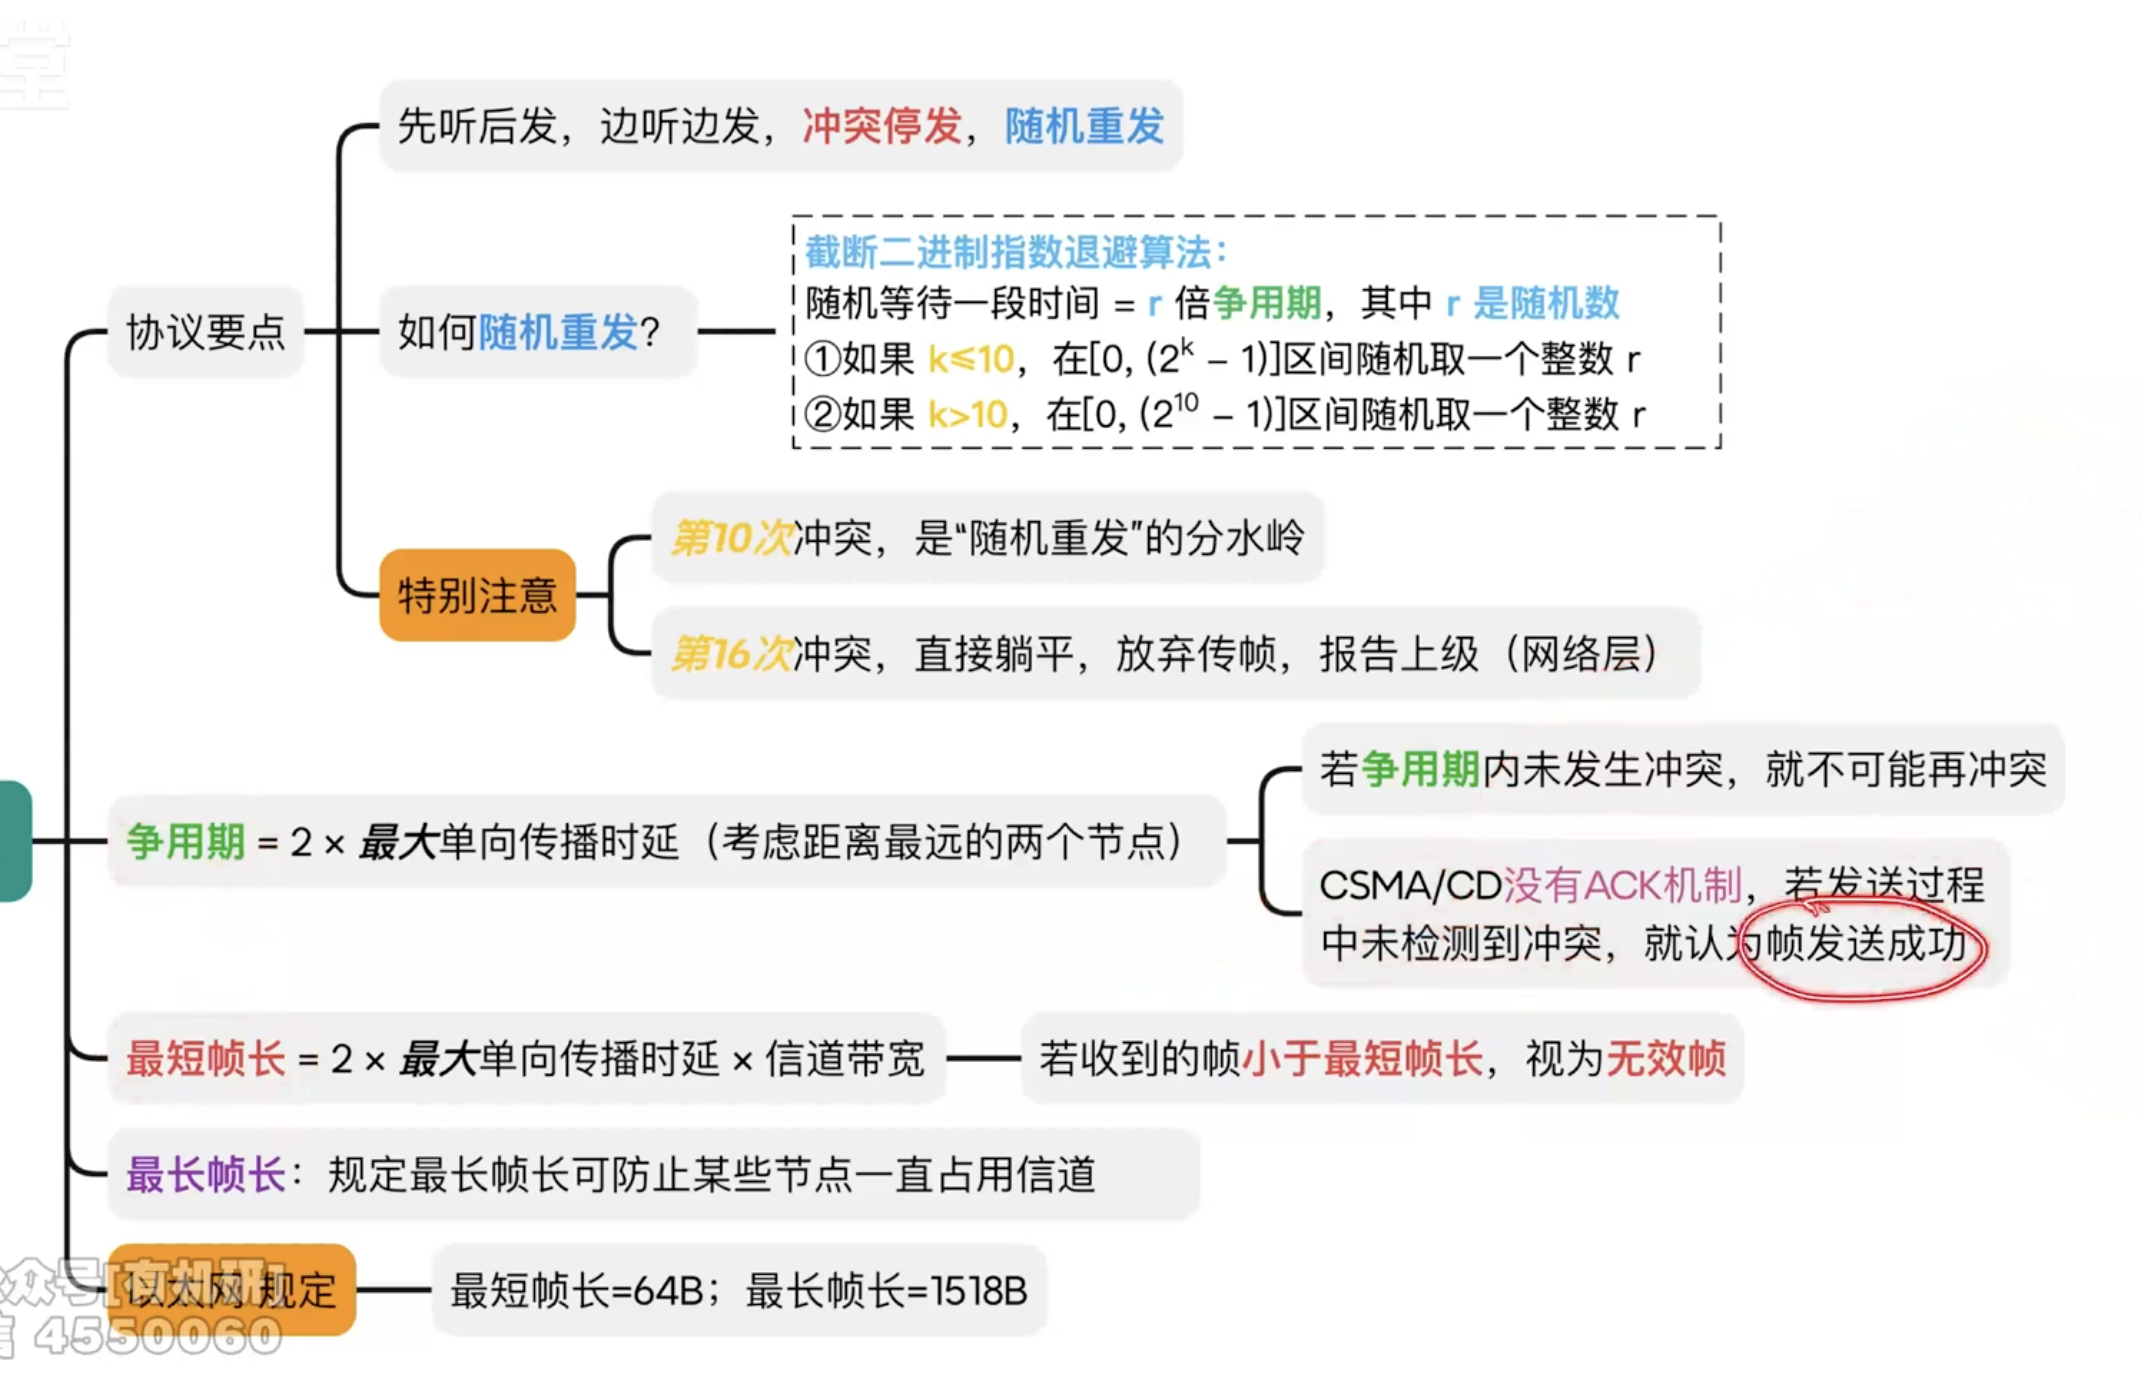 堂
先听后发，边听边发，冲突停发，随机重发
截断二进制指数退避算法：
随机等待一段时间 = r 倍争用期，其中 r 是随机数
①如果 k≤10，在[0, (2^k – 1)]区间随机取一个整数 r
②如果 k>10，在[0, (2^10 – 1)]区间随机取一个整数 r
协议要点
如何随机重发？
特别注意
第10次冲突，是“随机重发”的分水岭
第16次冲突，直接躺平，放弃传帧，报告上级（网络层）
争用期 = 2 × 最大单向传播时延（考虑距离最远的两个节点）
若争用期内未发生冲突，就不可能再冲突
CSMA/CD没有ACK机制，若发送过程
中未检测到冲突，就认为帧发送成功
最短帧长 = 2 × 最大单向传播时延 × 信道带宽
若收到的帧小于最短帧长，视为无效帧
最长帧长：规定最长帧长可防止某些节点一直占用信道
以太网 规定
最短帧长=64B；最长帧长=1518B
众号[有如研]
4550060